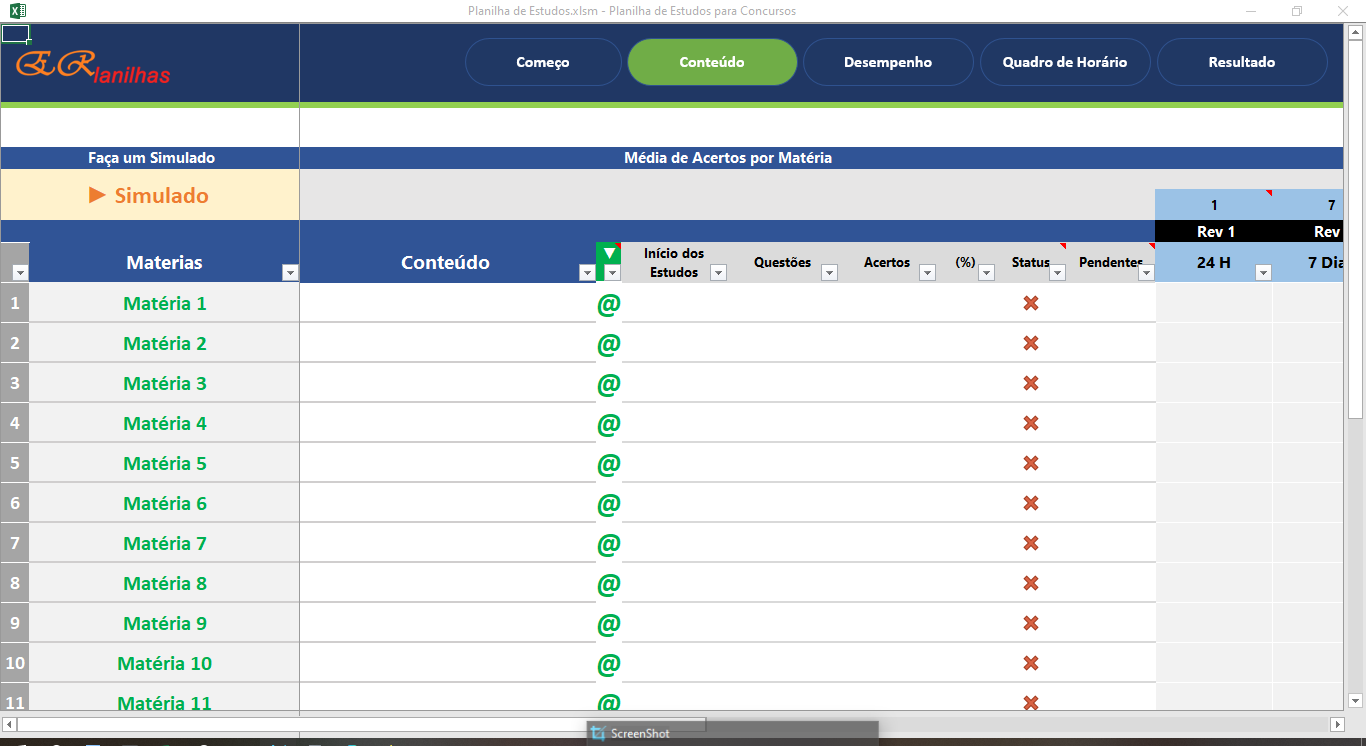 Planilha de Estudos.xlsm - Planilha de Estudos para Concursos
ERlanilhas
Começo
Conteúdo
Desempenho
Quadro de Horário
Resultado
Faça um Simulado
Média de Acertos por Matéria
► Simulado
1
7
Rev 1
Rev
Materias
Conteúdo
▼
Início dos
Estudos
Questões
Acertos
(%)
Status
Pendentes
24 H
7 Dia
1 Matéria 1 @
2 Matéria 2 @
3 Matéria 3 @
4 Matéria 4 @
5 Matéria 5 @
6 Matéria 6 @
7 Matéria 7 @
8 Matéria 8 @
9 Matéria 9 @
10 Matéria 10 @
11 Matéria 11 @
ScreenShot